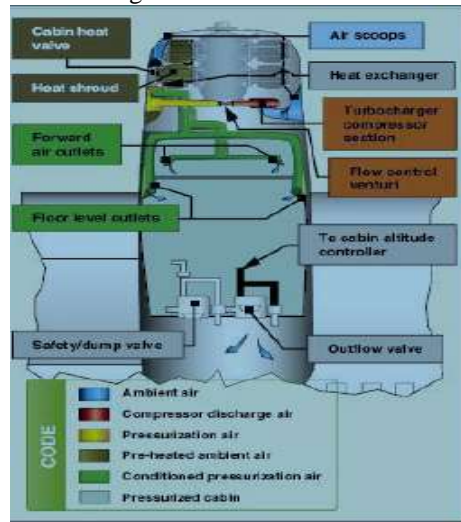 Cabin heat
valve
Air scoops
Heat exchanger
Heat shroud
Turbocharger
compressor
section
Forward
air outlets
Flow control
venturi
Floor level outlets
To cabin altitude
controller
Safety/dump valve
Outflow valve
CODE
Ambient air
Compressor discharge air
Pressurization air
Pre-heated ambient air
Conditioned pressurization air
Pressurized cabin